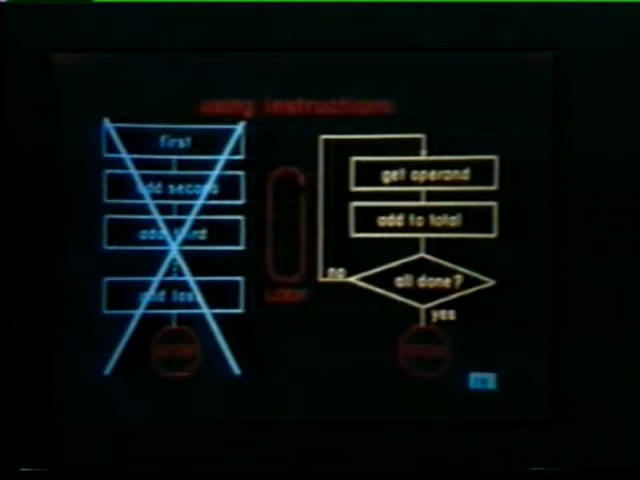 using instructions
first
add second
add third
add last
LOOP
get operand
add to total
all done?
no
yes